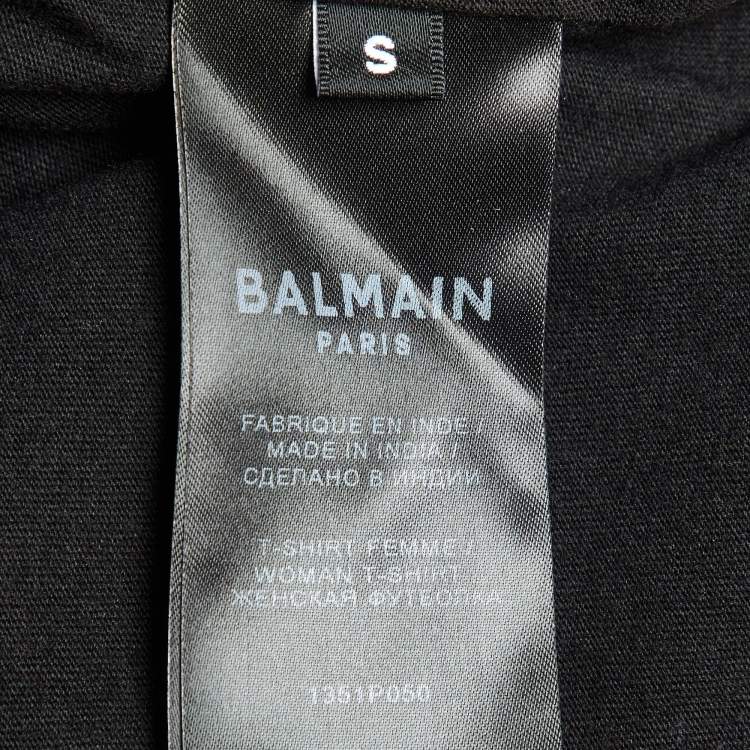 S
BALMAIN
PARIS
FABRIQUE EN INDE /
MADE IN INDIA /
СДЕЛАНО В ИНДИИ
T-SHIRT FEMME /
WOMAN T-SHIRT
ЖЕНСКАЯ ФУТБОЛКА
1351P050